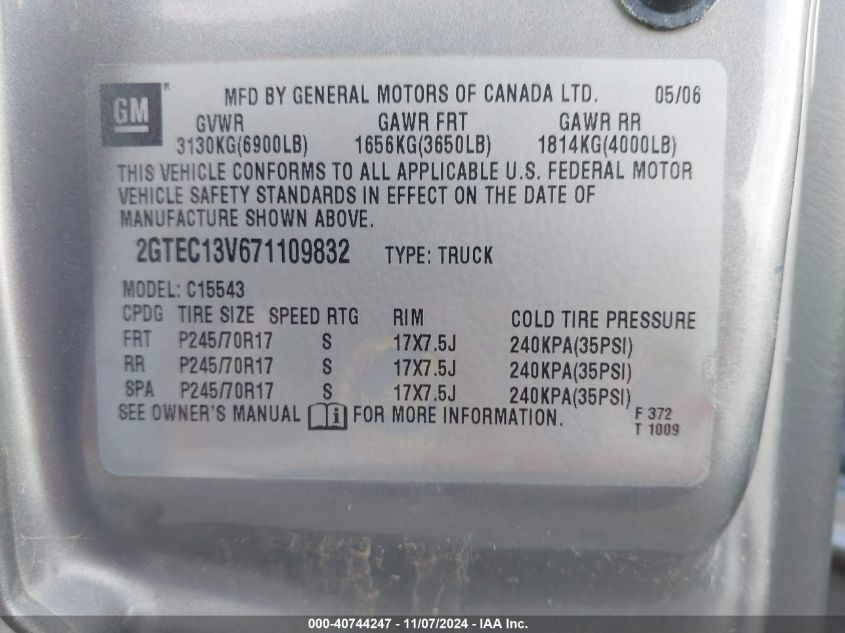 GM® MFD BY GENERAL MOTORS OF CANADA LTD. 05/06
GVWR GAWR FRT GAWR RR
3130KG(6900LB) 1656KG(3650LB) 1814KG(4000LB)
THIS VEHICLE CONFORMS TO ALL APPLICABLE U.S. FEDERAL MOTOR
VEHICLE SAFETY STANDARDS IN EFFECT ON THE DATE OF
MANUFACTURE SHOWN ABOVE.
2GTEC13V671109832 TYPE: TRUCK
MODEL: C15543
CPDG TIRE SIZE SPEED RTG RIM COLD TIRE PRESSURE
FRT P245/70R17 S 17X7.5J 240KPA(35PSI)
RR P245/70R17 S 17X7.5J 240KPA(35PSI)
SPA P245/70R17 S 17X7.5J 240KPA(35PSI)
SEE OWNER'S MANUAL i FOR MORE INFORMATION.
F 372
T 1009
000-40744247 - 11/07/2024 - IAA Inc.